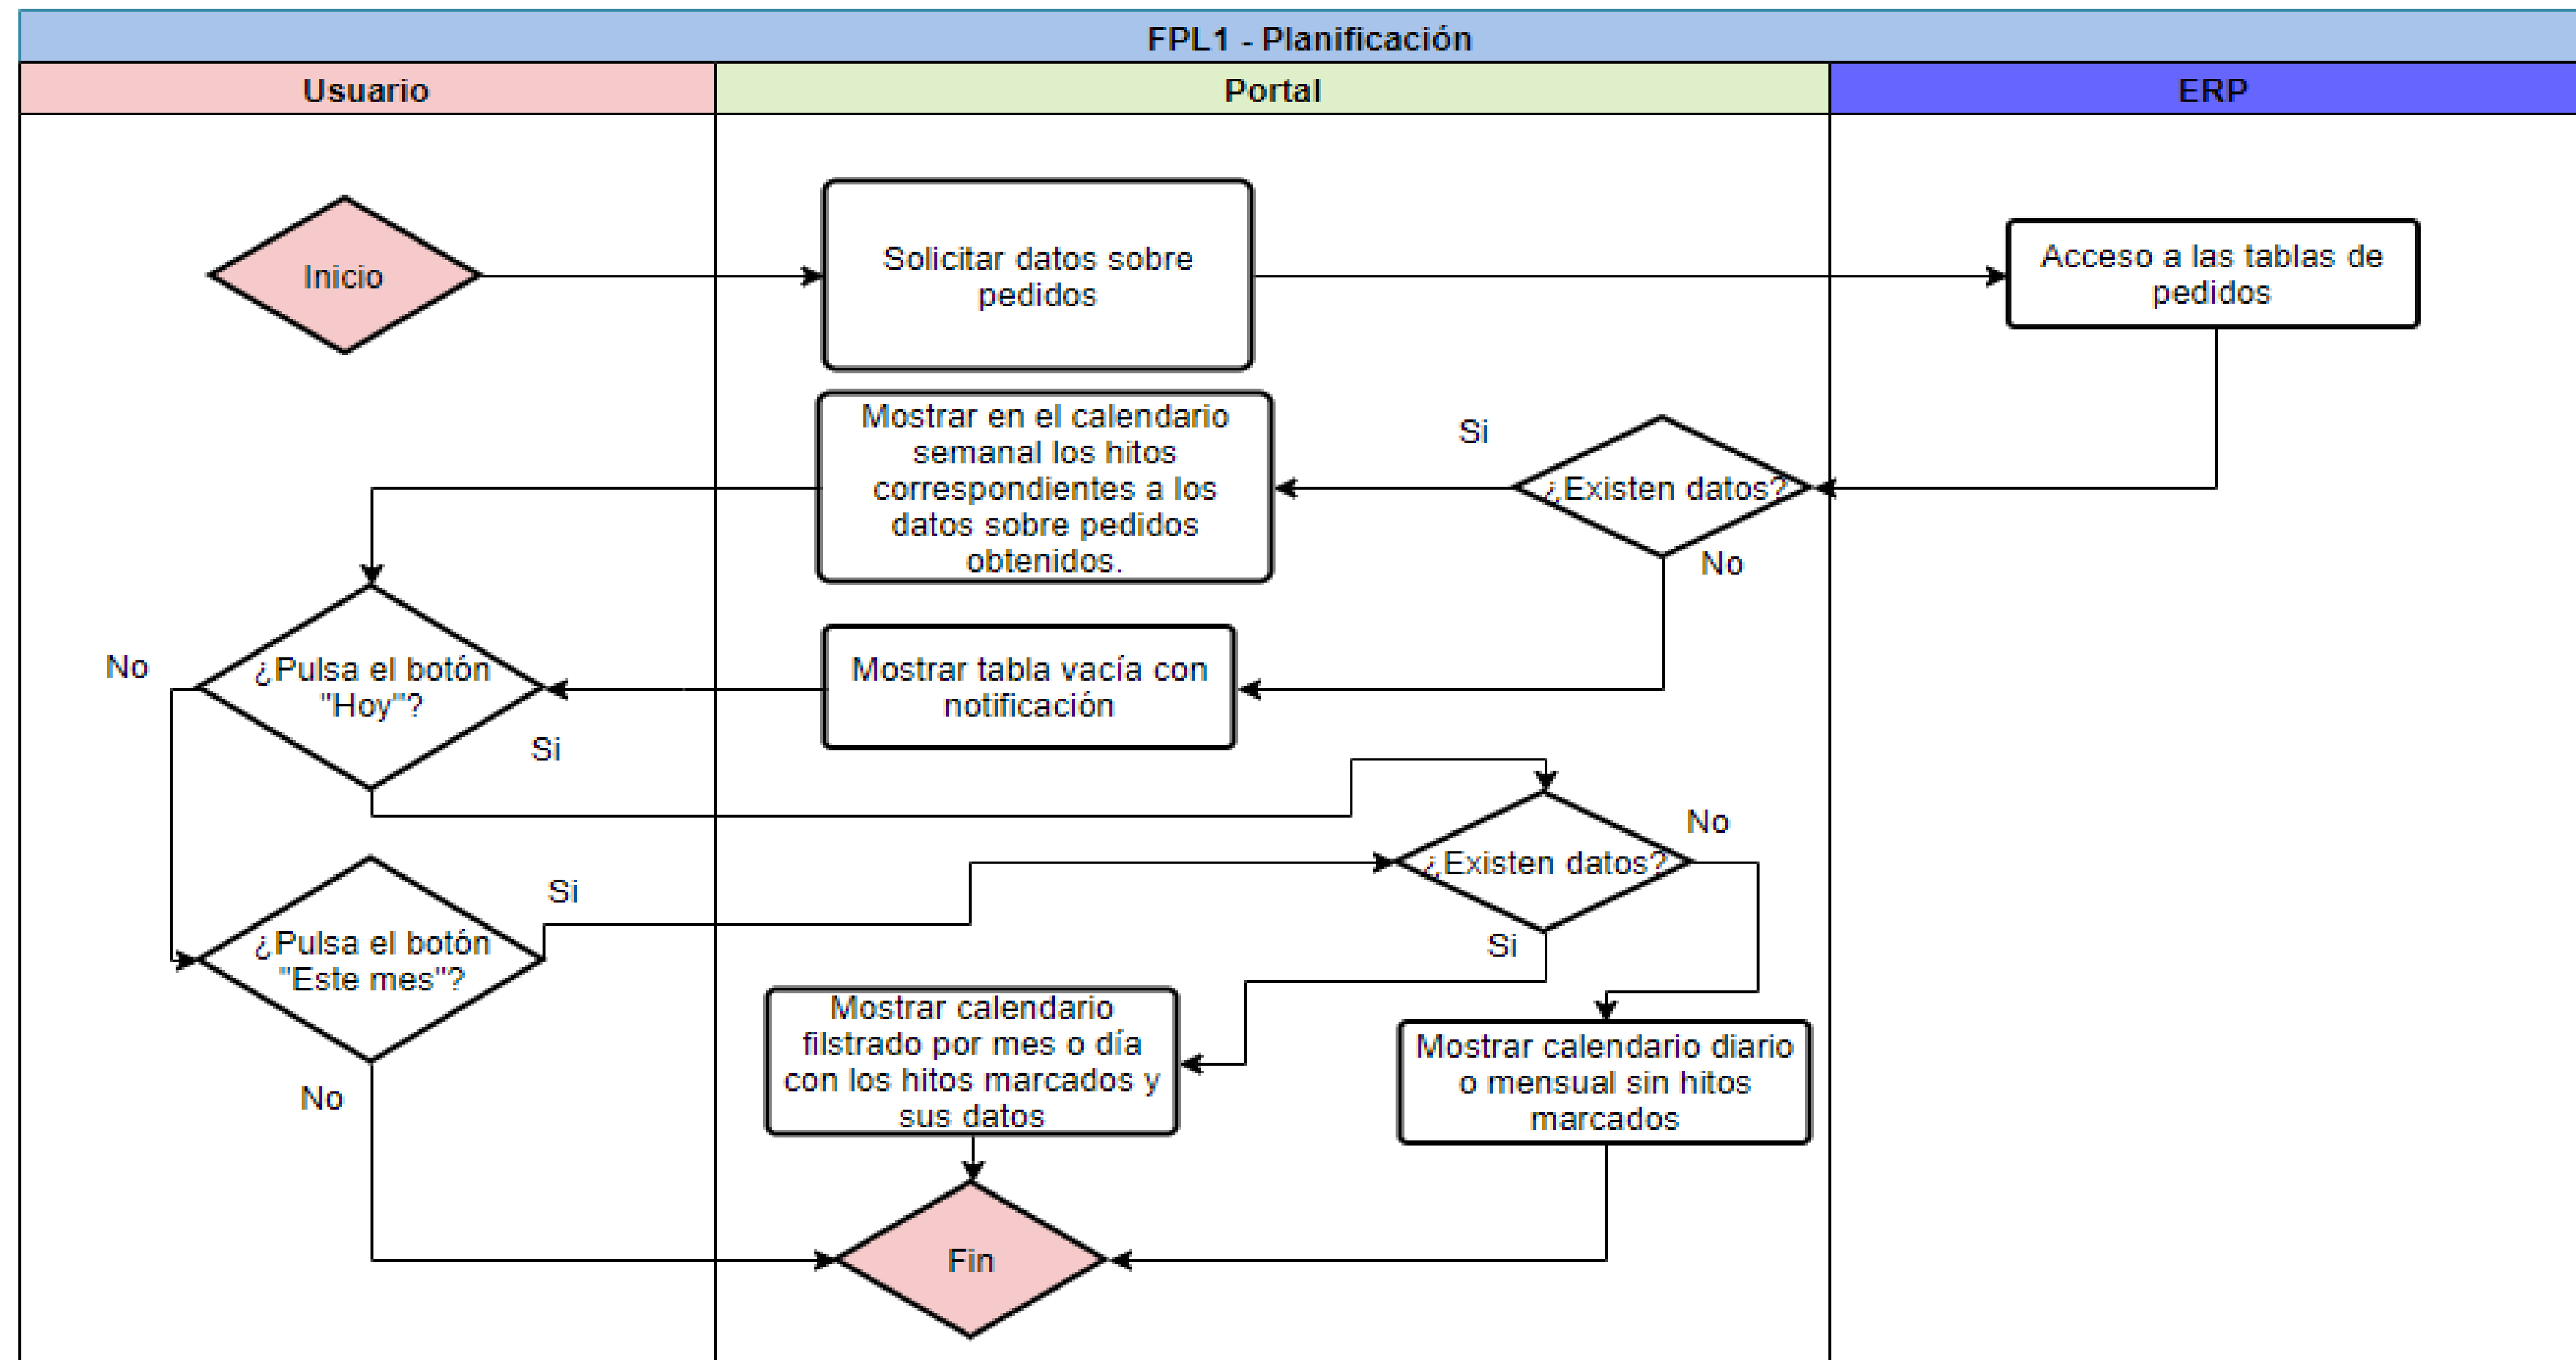 FPL1 - Planificación
Usuario
Portal
ERP
Inicio
Solicitar datos sobre
pedidos
Acceso a las tablas de
pedidos
Mostrar en el calendario
semanal los hitos
correspondientes a los
datos sobre pedidos
obtenidos.
Si
¿Existen datos?
No
No
¿Pulsa el botón
"Hoy"?
Si
Mostrar tabla vacía con
notificación
¿Existen datos?
No
Si
Si
¿Pulsa el botón
"Este mes"?
No
Mostrar calendario
filstrado por mes o día
con los hitos marcados y
sus datos
Mostrar calendario diario
o mensual sin hitos
marcados
Fin